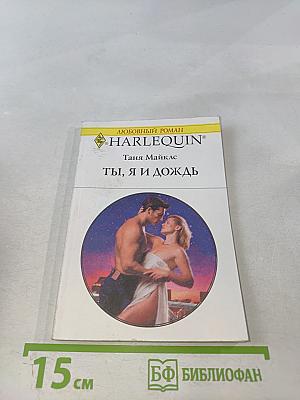 ЛЮБОВНЫЙ РОМАН
HARLEQUIN®
Таня Майклс
ТЫ, Я И ДОЖДЬ
15 см
БФ БИБЛИОФАН